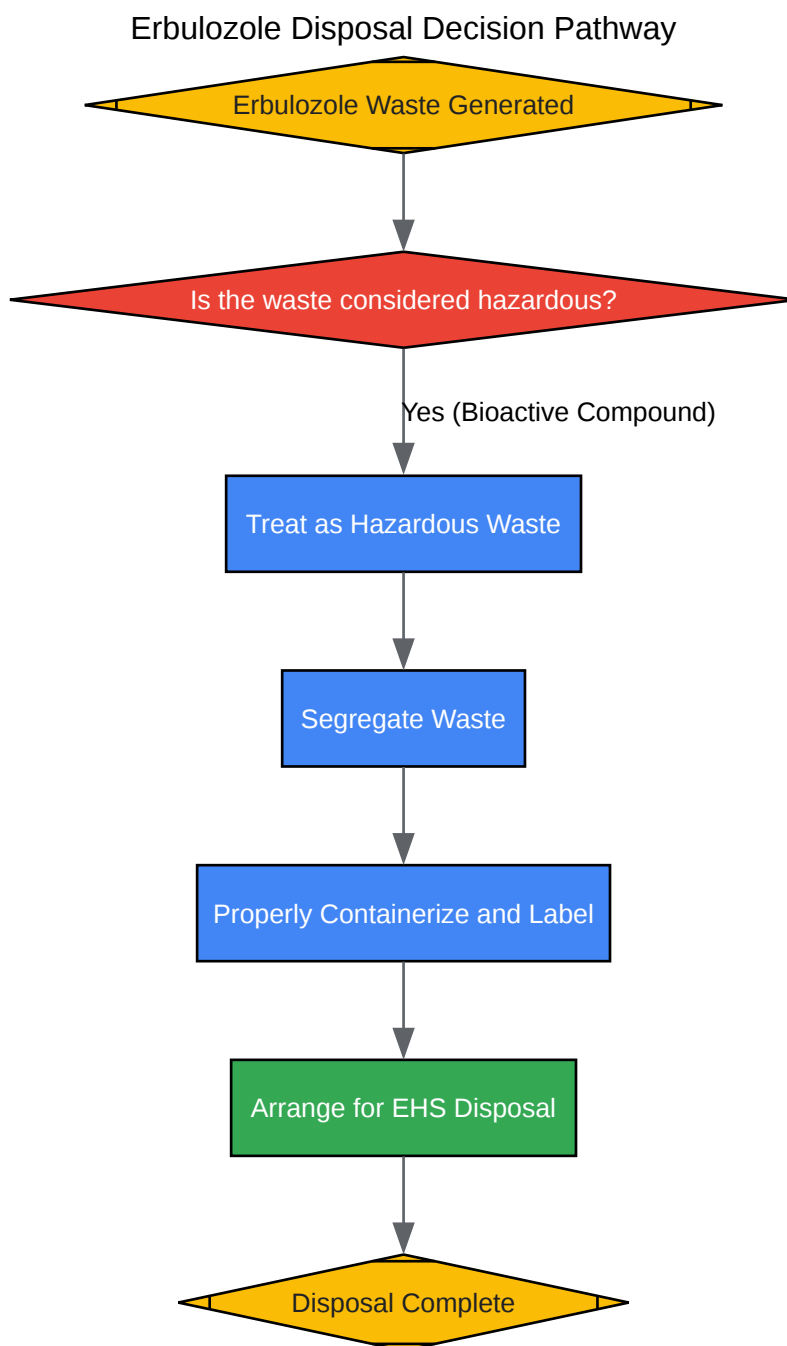 Erbulozole Disposal Decision Pathway
Erbulozole Waste Generated
Is the waste considered hazardous?
Yes (Bioactive Compound)
Treat as Hazardous Waste
Segregate Waste
Properly Containerize and Label
Arrange for EHS Disposal
Disposal Complete